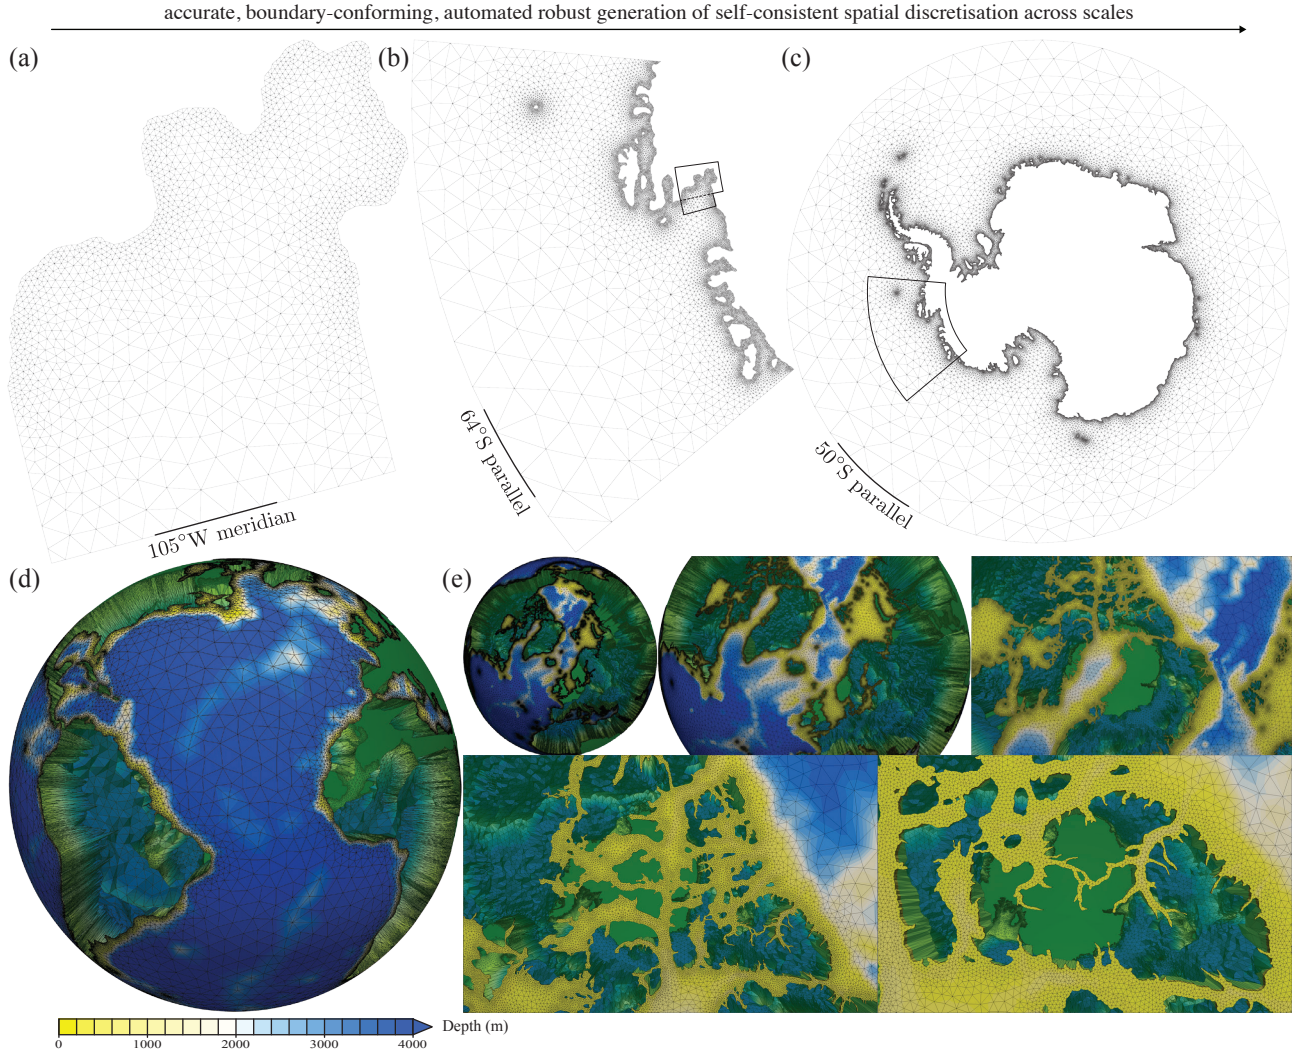 accurate, boundary-conforming, automated robust generation of self-consistent spatial discretisation across scales
(a)
(b)
(c)
105°W meridian
64°S parallel
50°S parallel
(d)
(e)
0 1000 2000 3000 4000 Depth (m)